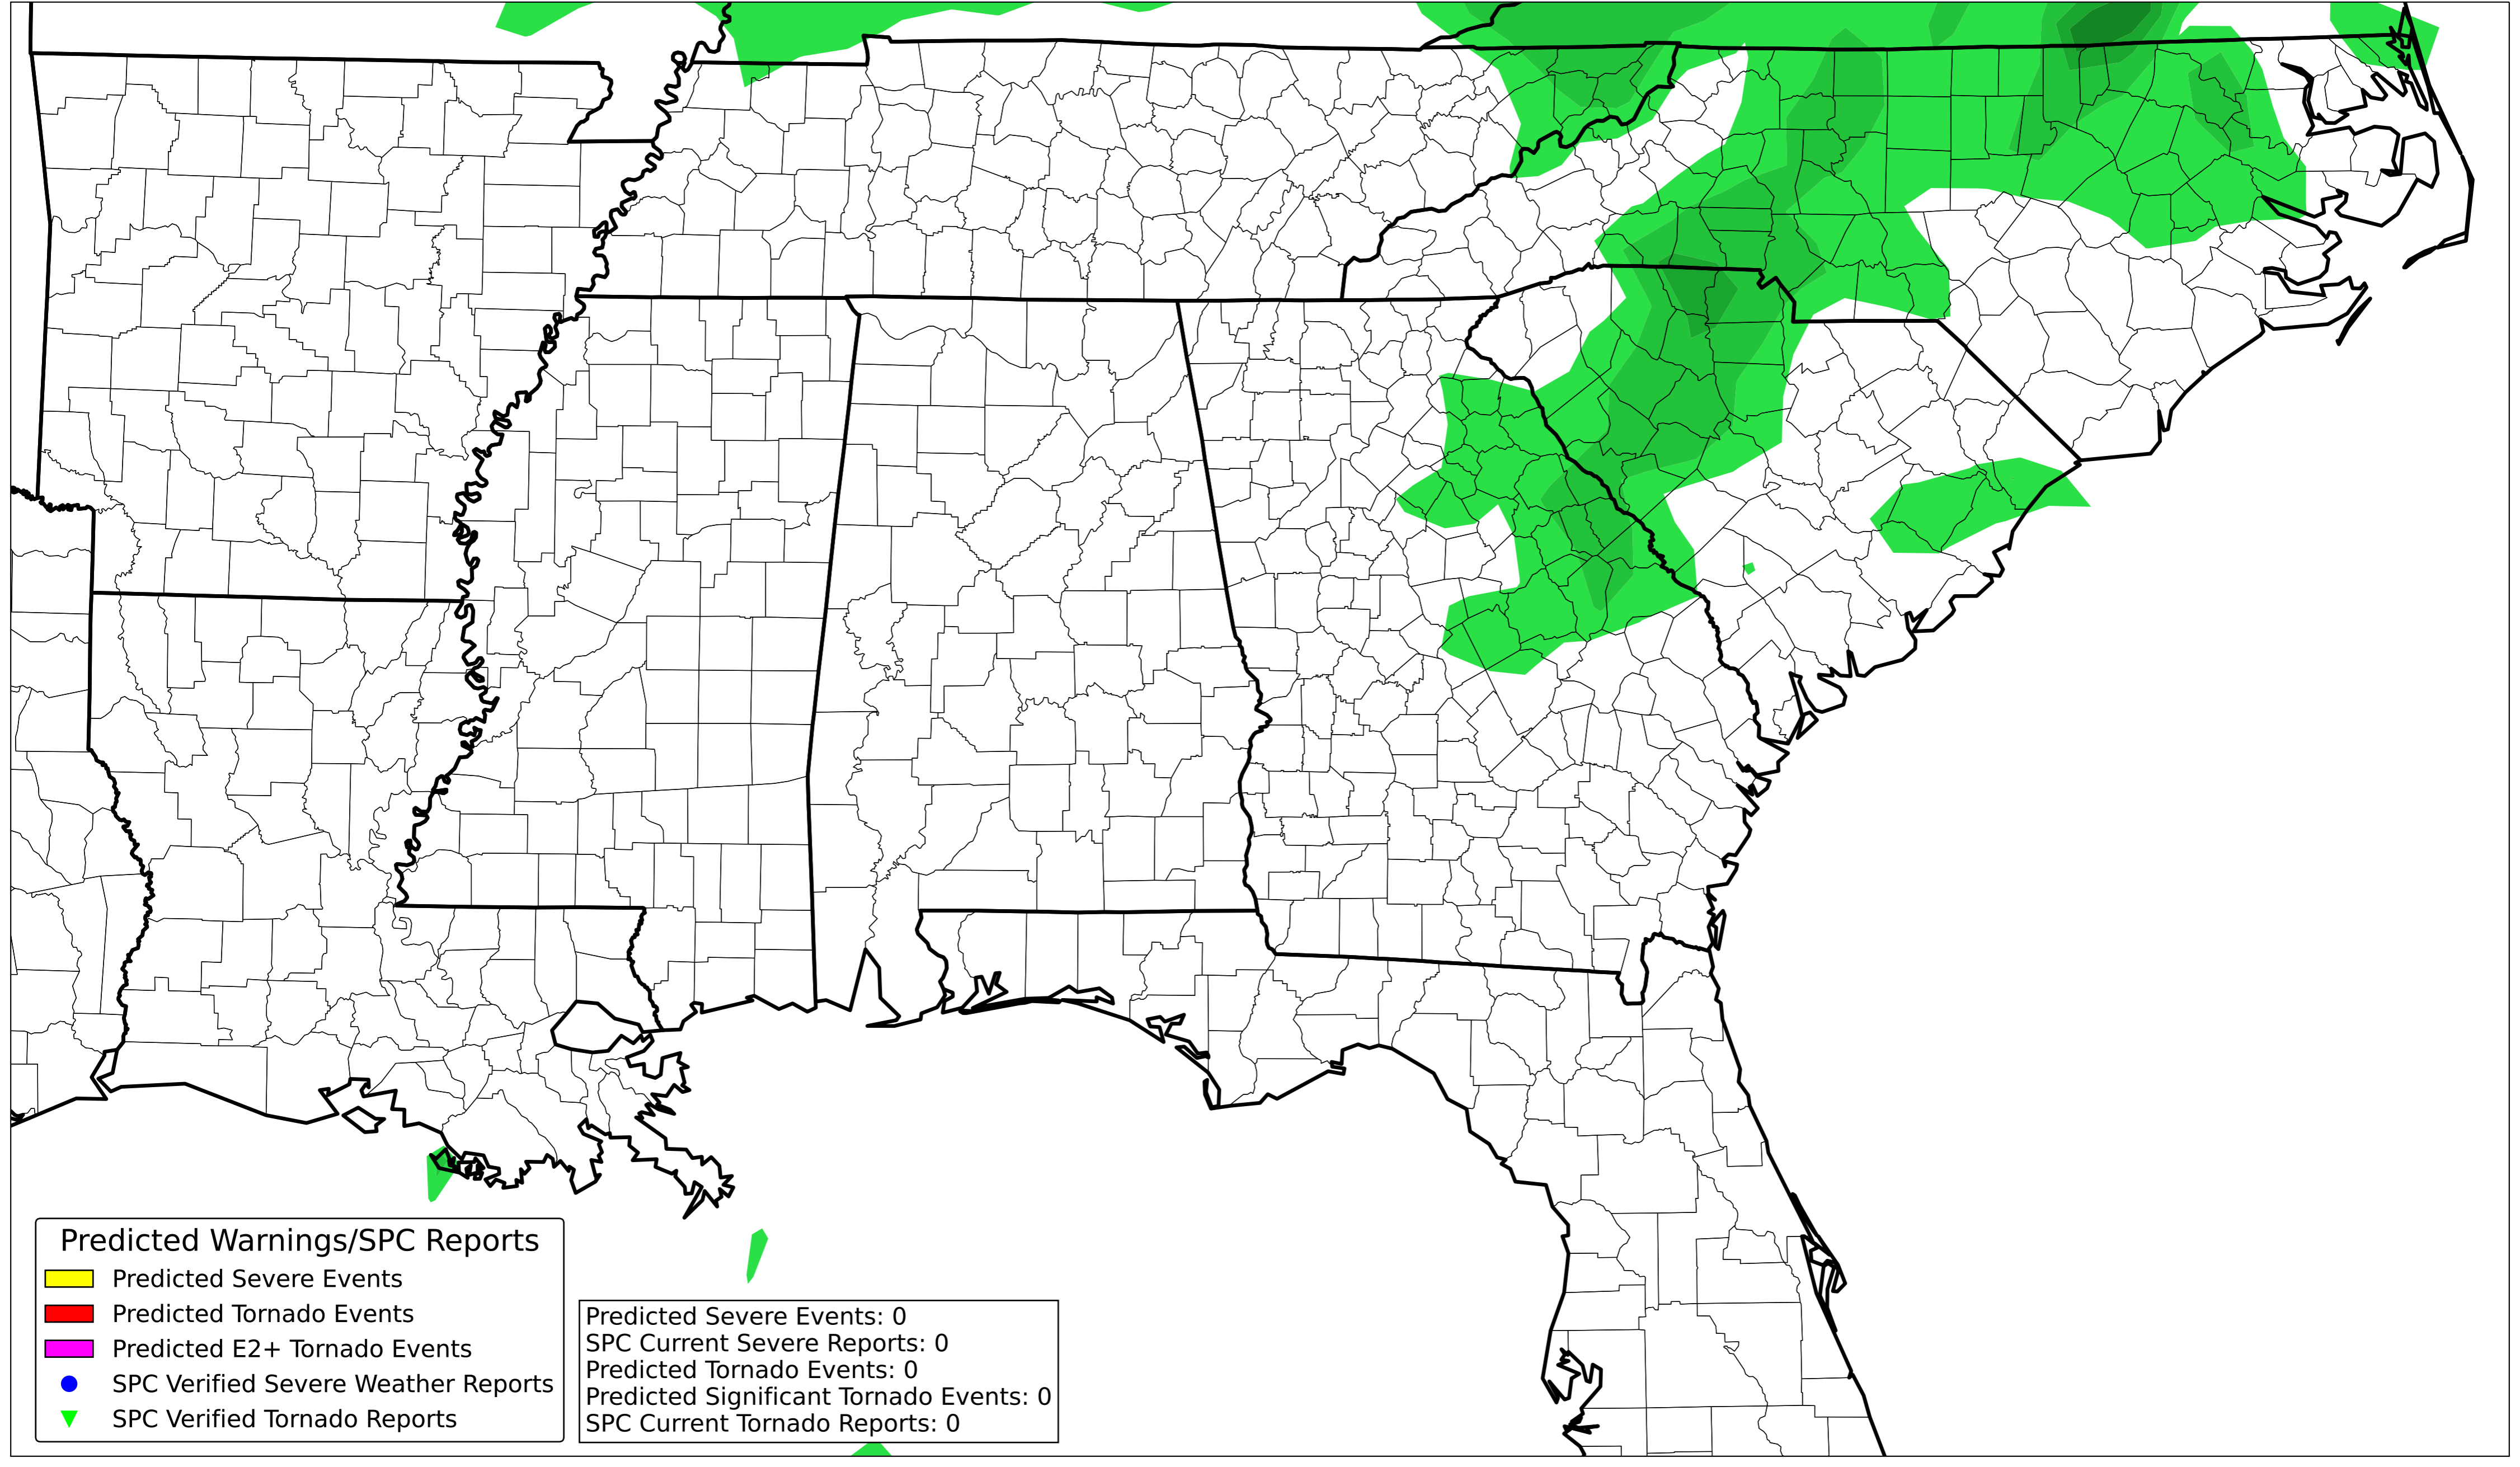 Predicted Warnings/SPC Reports
Predicted Severe Events
Predicted Tornado Events
Predicted E2+ Tornado Events
SPC Verified Severe Weather Reports
SPC Verified Tornado Reports
Predicted Severe Events: 0
SPC Current Severe Reports: 0
Predicted Tornado Events: 0
Predicted Significant Tornado Events: 0
SPC Current Tornado Reports: 0